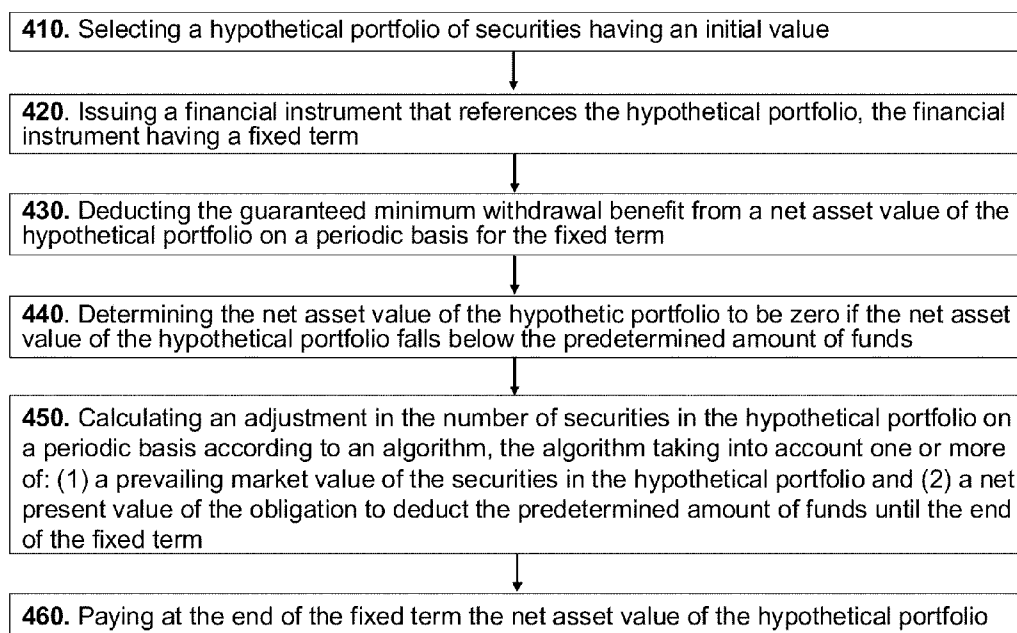 410. Selecting a hypothetical portfolio of securities having an initial value
420. Issuing a financial instrument that references the hypothetical portfolio, the financial
instrument having a fixed term
430. Deducting the guaranteed minimum withdrawal benefit from a net asset value of the
hypothetical portfolio on a periodic basis for the fixed term
440. Determining the net asset value of the hypothetic portfolio to be zero if the net asset
value of the hypothetical portfolio falls below the predetermined amount of funds
450. Calculating an adjustment in the number of securities in the hypothetical portfolio on
a periodic basis according to an algorithm, the algorithm taking into account one or more
of: (1) a prevailing market value of the securities in the hypothetical portfolio and (2) a net
present value of the obligation to deduct the predetermined amount of funds until the end
of the fixed term
460. Paying at the end of the fixed term the net asset value of the hypothetical portfolio